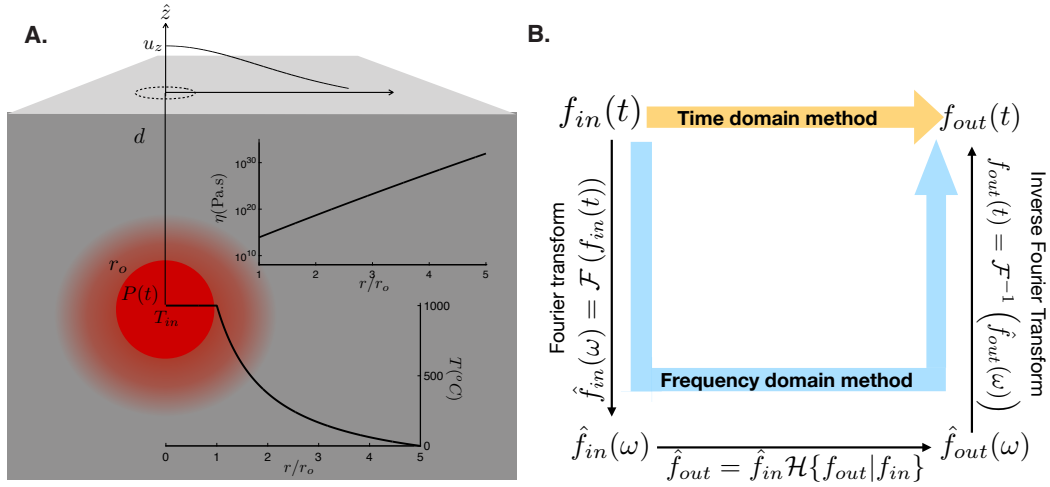 A.
ẑ
u_z
d
10^30
10^20
10^10
η(Pa.s)
1
2
3
4
5
r/r_o
r_o
P(t)
T_in
1000
500
0
T(°C)
0
1
2
3
4
5
r/r_o
B.
f_in(t)
Time domain method
f_out(t)
Fourier transform
f̂_in(ω) = F (f_in(t))
Frequency domain method
f_out(t) = F^−1 (f̂_out(ω))
Inverse Fourier Transform
f̂_in(ω)
f̂_out = f̂_in H{f_out|f_in}
f̂_out(ω)